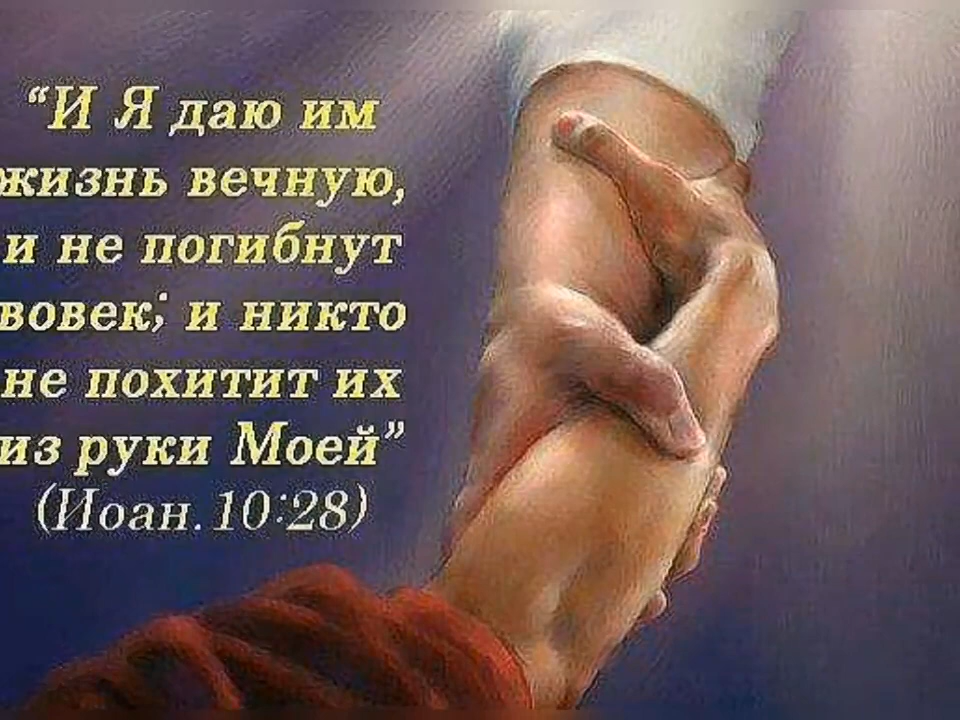 “И Я даю им
жизнь вечную,
и не погибнут
вовек; и никто
не похитит их
из руки Моей”
(Иоан. 10:28)